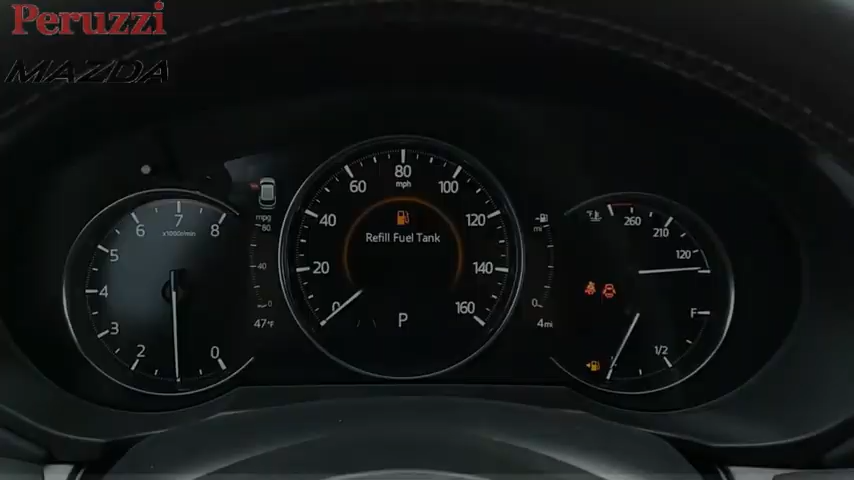 Peruzzi
MAZDA
80
mph
60
100
40
120
20
140
0
160
Refill Fuel Tank
P
7
x1000r/min
6
8
5
4
3
2
0
mpg
80
40
0
47°F
mi
0
4mi
260
210
120
F
1/2